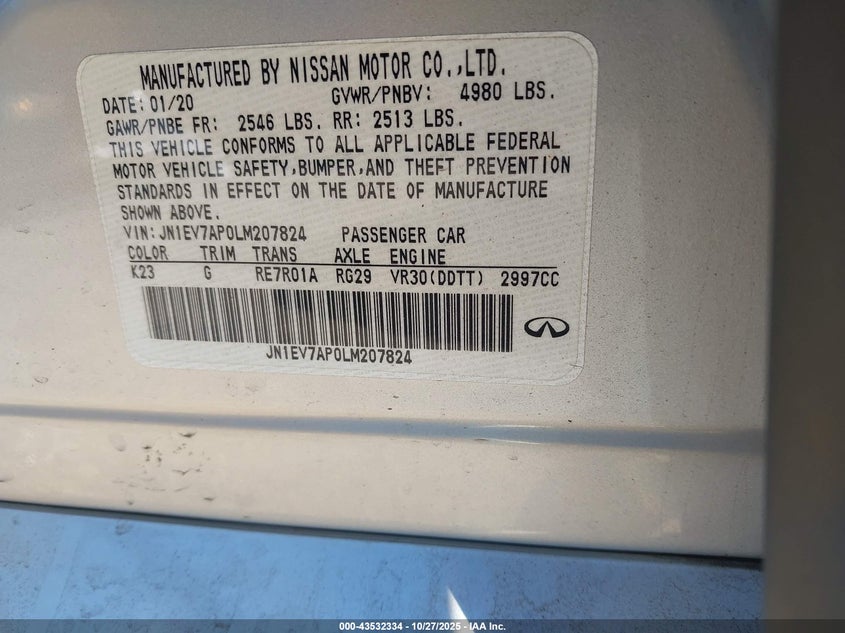 MANUFACTURED BY NISSAN MOTOR CO.,LTD.
DATE: 01/20 GVWR/PNBV: 4980 LBS.
GAWR/PNBE FR: 2546 LBS. RR: 2513 LBS.
THIS VEHICLE CONFORMS TO ALL APPLICABLE FEDERAL
MOTOR VEHICLE SAFETY,BUMPER,AND THEFT PREVENTION
STANDARDS IN EFFECT ON THE DATE OF MANUFACTURE
SHOWN ABOVE.
VIN:JN1EV7AP0LM207824 PASSENGER CAR
COLOR TRIM TRANS AXLE ENGINE
K23 G RE7R01A RG29 VR30(DDTT) 2997CC
JN1EV7AP0LM207824
000-43532334 | 10/27/2025 - IAA Inc.